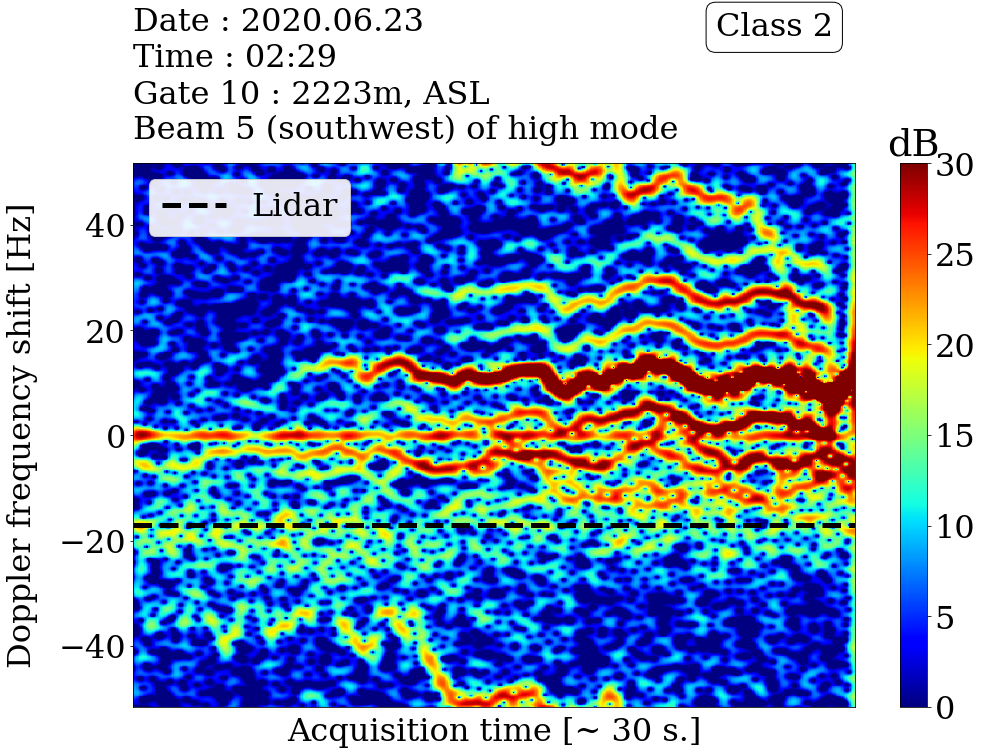 Date : 2020.06.23
Time : 02:29
Gate 10 : 2223m, ASL
Beam 5 (southwest) of high mode
Class 2
dB
Lidar
Doppler frequency shift [Hz]
40
20
0
−20
−40
Acquisition time [~ 30 s.]
30
25
20
15
10
5
0